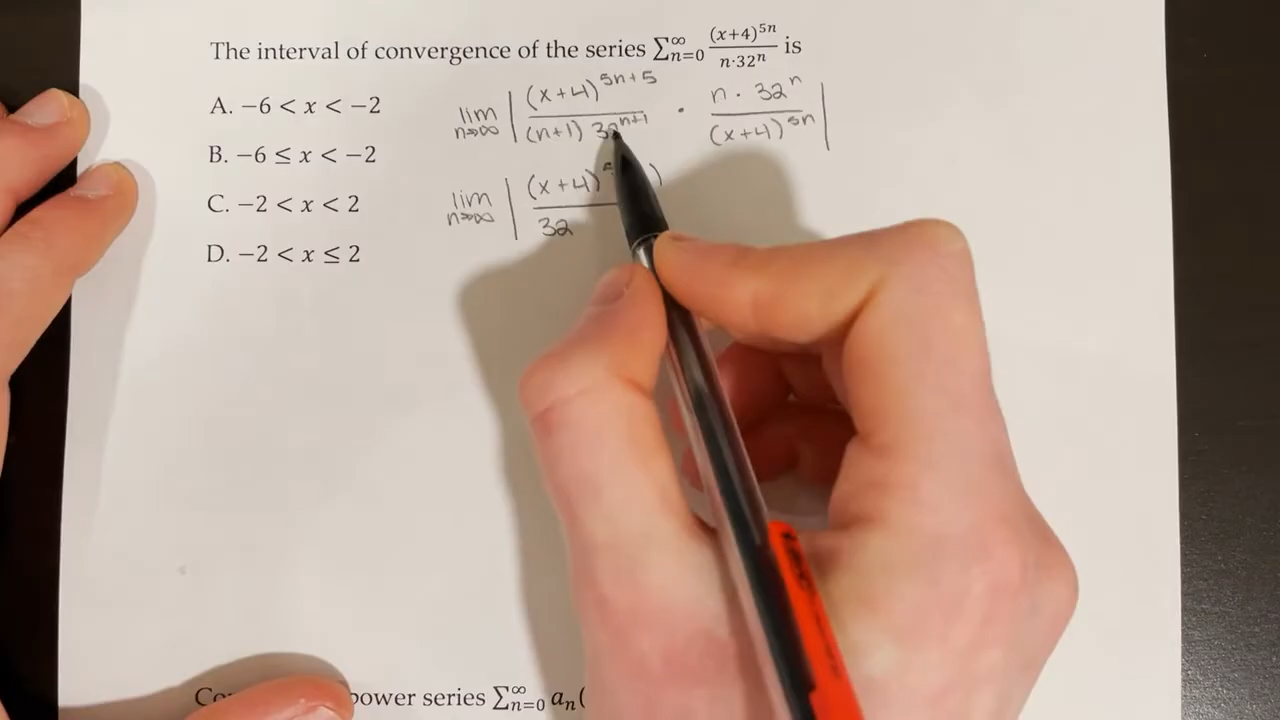 The interval of convergence of the series ∑_{n=0}^{∞} (x+4)^{5n}/(n·32^n) is
A. −6 < x < −2
B. −6 ≤ x < −2
C. −2 < x < 2
D. −2 < x ≤ 2
lim n→∞ | (x+4)^{5n+5}/((n+1) 32^{n+1}) · (n · 32^n)/((x+4)^{5n}) |
lim n→∞ | (x+4) / 32
power series ∑_{n=0}^{∞} a_n(